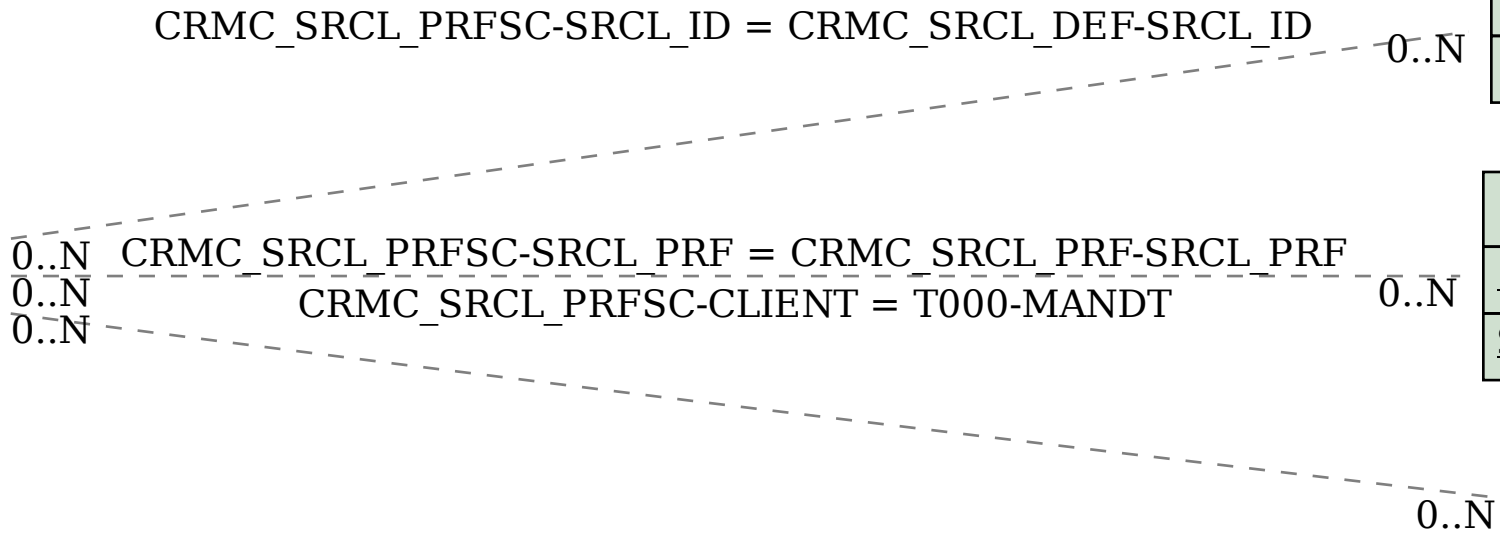 CRMC_SRCL_PRFSC-SRCL_ID = CRMC_SRCL_DEF-SRCL_ID
0..N
0..N
CRMC_SRCL_PRFSC-SRCL_PRF = CRMC_SRCL_PRF-SRCL_PRF
0..N
0..N
CRMC_SRCL_PRFSC-CLIENT = T000-MANDT
0..N
0..N